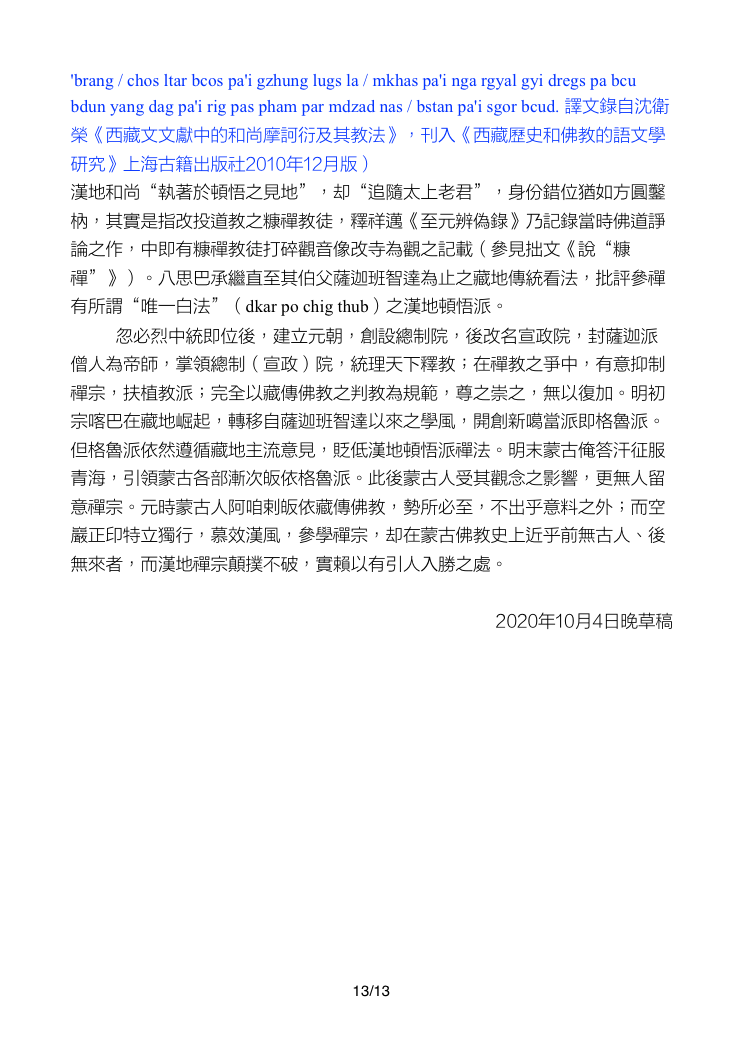 'brang / chos ltar bcos pa'i gzhung lugs la / mkhas pa'i nga rgyal gyi dregs pa bcu
bdun yang dag pa'i rig pas pham par mdzad nas / bstan pa'i sgor bcud. 譯文錄自沈衛
榮《西藏文文獻中的和尚摩訶衍及其教法》，刊入《西藏歷史和佛教的語文學
研究》上海古籍出版社2010年12月版）
漢地和尚“執著於頓悟之見地”，却“追隨太上老君”，身份錯位猶如方圓鑿
枘，其實是指改投道教之糠禪教徒，釋祥邁《至元辨偽錄》乃記錄當時佛道諍
論之作，中即有糠禪教徒打碎觀音像改寺為觀之記載（參見拙文《說“糠
禪”》）。八思巴承繼直至其伯父薩迦班智達為止之藏地傳統看法，批評參禪
有所謂“唯一白法”（dkar po chig thub）之漢地頓悟派。
忽必烈中統即位後，建立元朝，創設總制院，後改名宣政院，封薩迦派
僧人為帝師，掌領總制（宣政）院，統理天下釋教；在禪教之爭中，有意抑制
禪宗，扶植教派；完全以藏傳佛教之判教為規範，尊之崇之，無以復加。明初
宗喀巴在藏地崛起，轉移自薩迦班智達以來之學風，開創新噶當派即格魯派。
但格魯派依然遵循藏地主流意見，貶低漢地頓悟派禪法。明末蒙古俺答汗征服
青海，引領蒙古各部漸次皈依格魯派。此後蒙古人受其觀念之影響，更無人留
意禪宗。元時蒙古人阿咱剌皈依藏傳佛教，勢所必至，不出乎意料之外；而空
巖正印特立獨行，慕效漢風，參學禪宗，却在蒙古佛教史上近乎前無古人、後
無來者，而漢地禪宗顛撲不破，實賴以有引人入勝之處。
2020年10月4日晚草稿
13/13